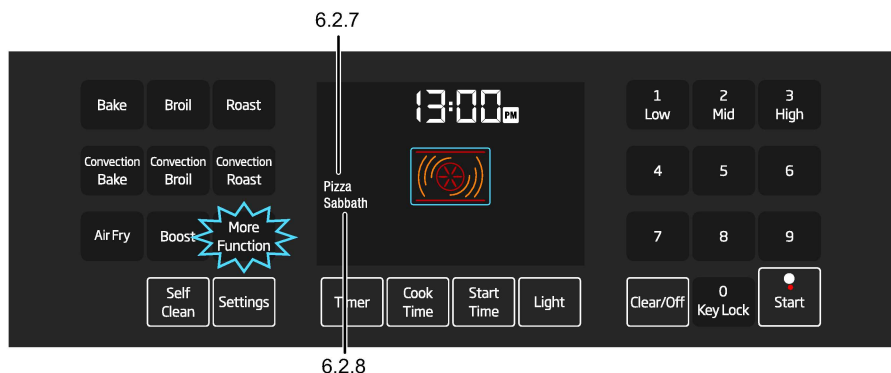 6.2.7
13:00 PM
Bake Broil Roast
1 2 3
Low Mid High
Convection Convection Convection
Bake Broil Roast
4 5 6
Pizza
Sabbath
Air Fry Boost More
Function
7 8 9
Self
Clean
Settings
Timer
Cook
Time
Start
Time
Light
Clear/Off
0
Key Lock
Start
6.2.8